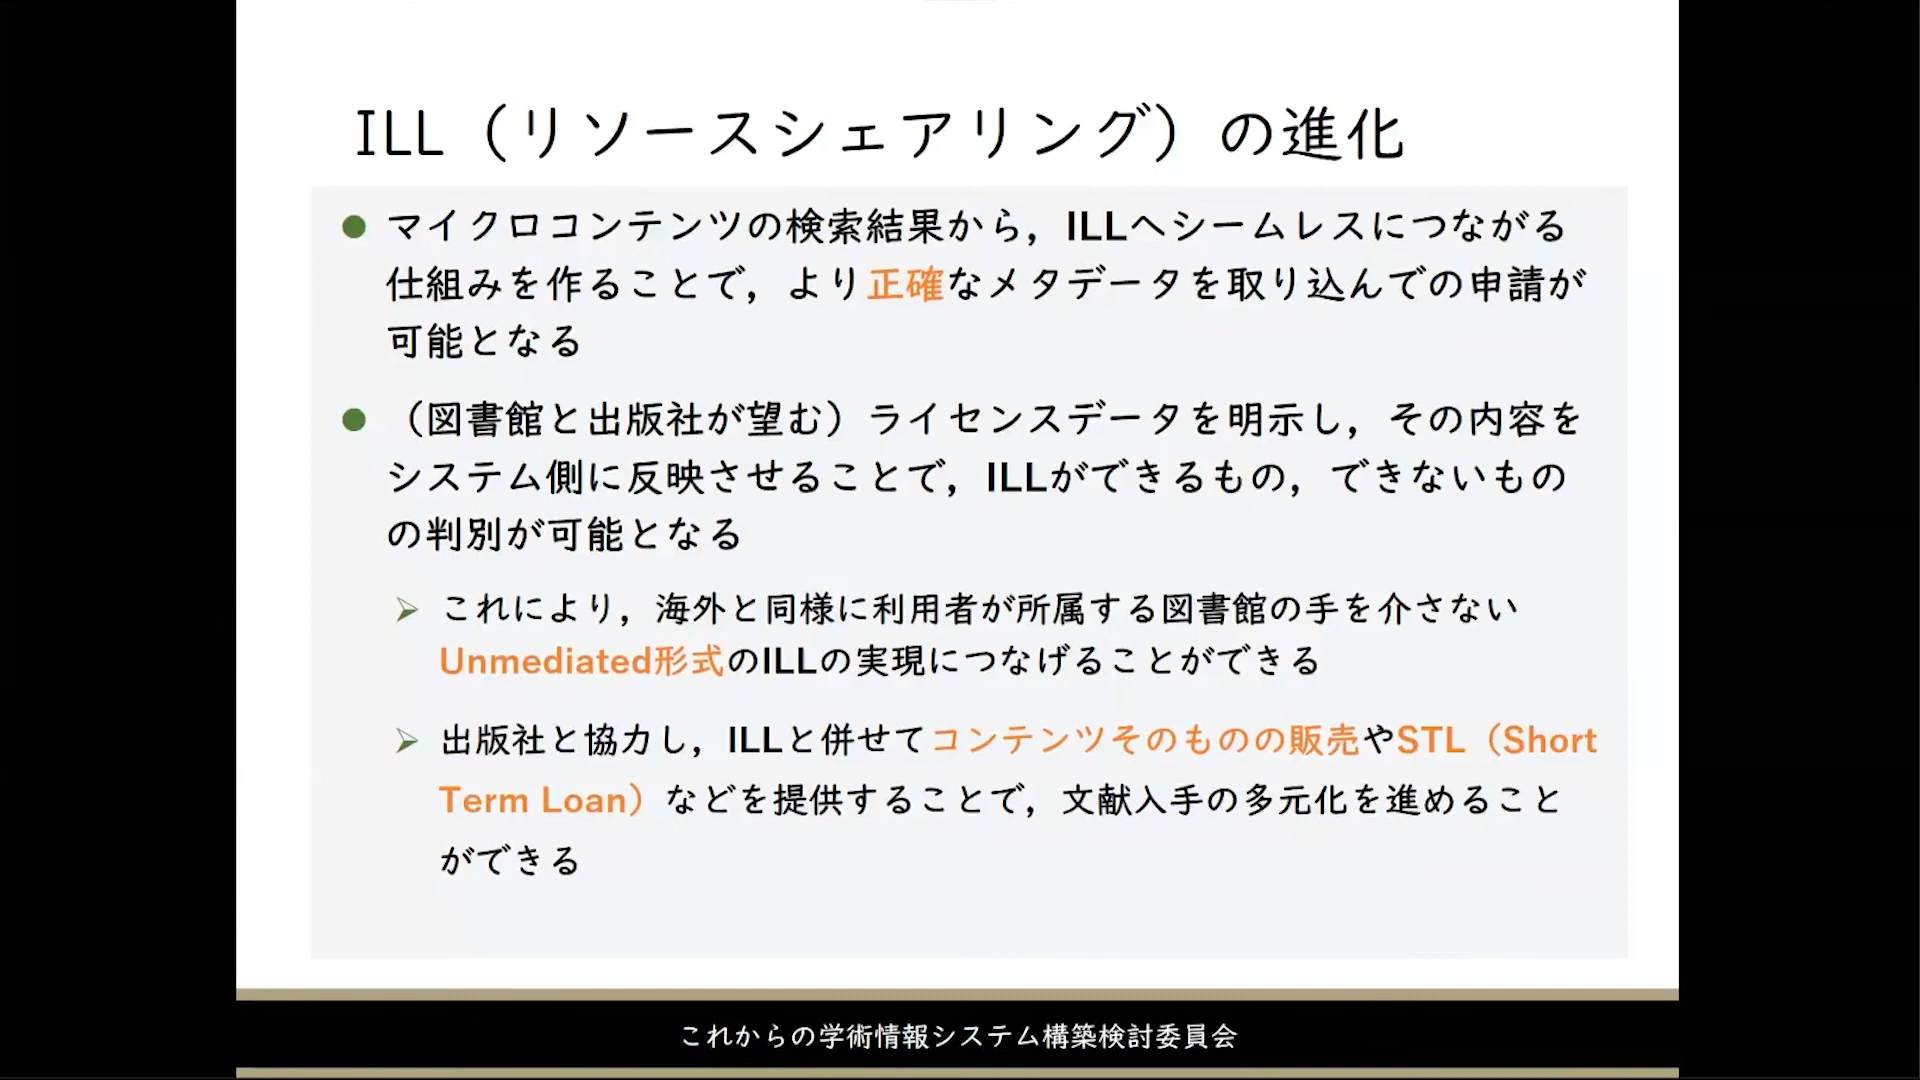 ILL（リソースシェアリング）の進化
● マイクロコンテンツの検索結果から，ILLへシームレスにつながる
仕組みを作ることで，より正確なメタデータを取り込んでの申請が
可能となる
● （図書館と出版社が望む）ライセンスデータを明示し，その内容を
システム側に反映させることで，ILLができるもの，できないもの
の判別が可能となる
➢ これにより，海外と同様に利用者が所属する図書館の手を介さない
Unmediated形式のILLの実現につなげることができる
➢ 出版社と協力し，ILLと併せてコンテンツそのものの販売やSTL（Short
Term Loan）などを提供することで，文献入手の多元化を進めること
ができる
これからの学術情報システム構築検討委員会